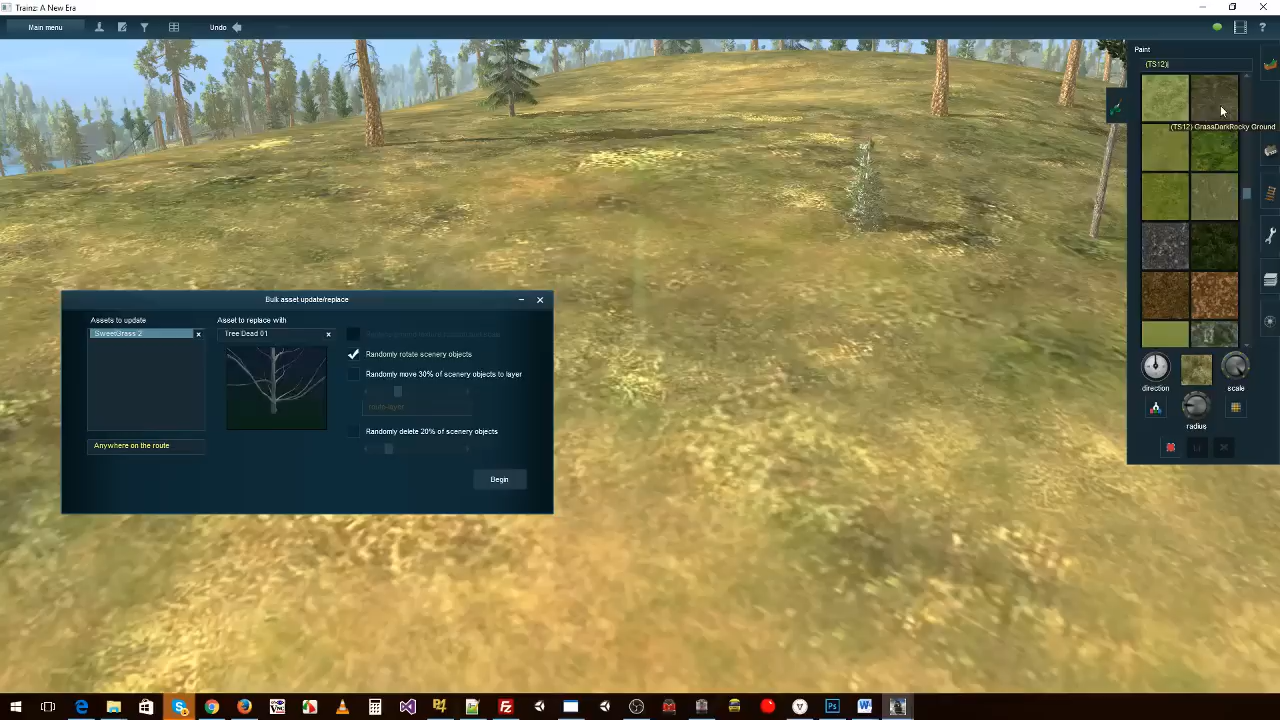 Trainz: A New Era
Main menu
Undo
Paint
(TS12)
(TS12) GrassDarkRocky Ground
direction
scale
radius
Bulk asset update/replace
Assets to update
Asset to replace with
SweetGrass 2
Tree Dead 01
Randomly rotate scenery objects
Randomly move 30% of scenery objects to layer
route-layer
Randomly delete 20% of scenery objects
Anywhere on the route
Begin